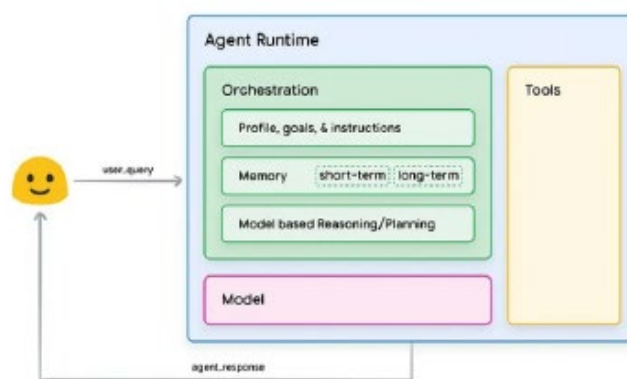 Agent Runtime
Orchestration
Tools
Profile, goals, & instructions
user_query
Memory short-term long-term
Model based Reasoning/Planning
Model
agent_response